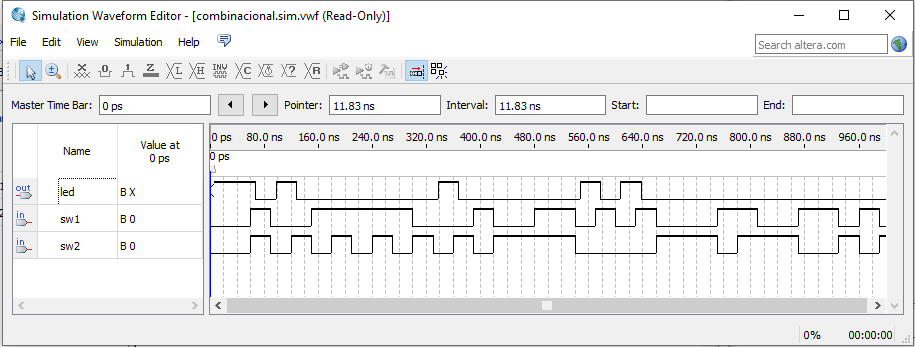 Simulation Waveform Editor - [combinacional.sim.vwf (Read-Only)]
File Edit View Simulation Help
Search altera.com
Master Time Bar: 0 ps Pointer: 11.83 ns Interval: 11.83 ns Start: End:
Name Value at 0 ps
0 ps 80.0 ns 160.0 ns 240.0 ns 320.0 ns 400.0 ns 480.0 ns 560.0 ns 640.0 ns 720.0 ns 800.0 ns 880.0 ns 960.0 ns
0 ps
out led B X
in sw1 B 0
in sw2 B 0
0% 00:00:00